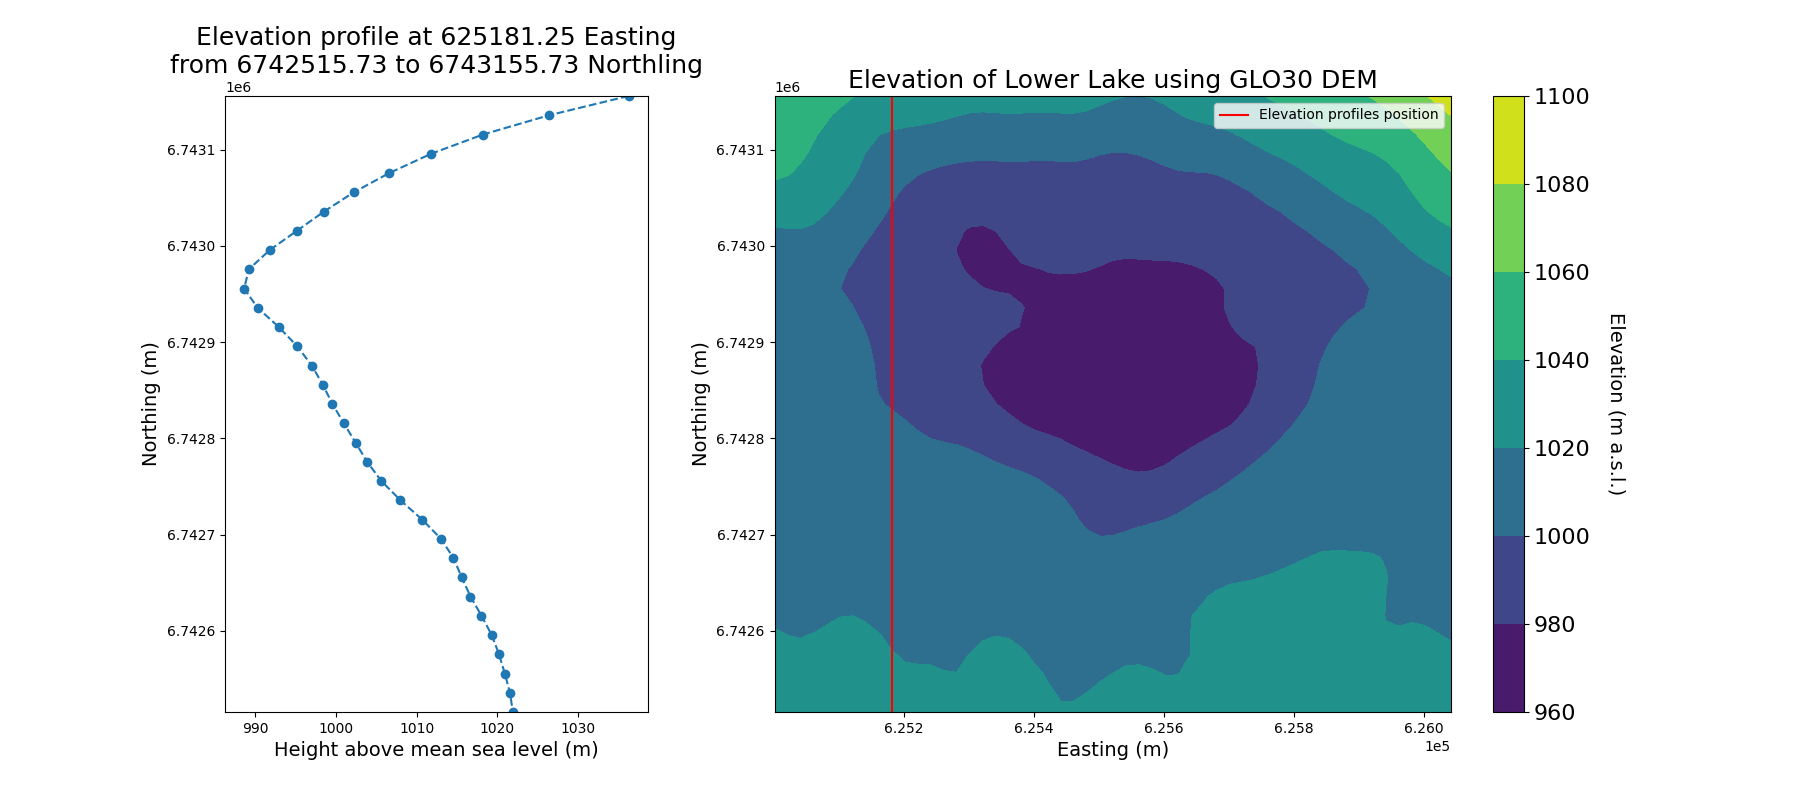 Elevation profile at 625181.25 Easting
from 6742515.73 to 6743155.73 Northling
1e6
6.7431
6.7430
6.7429
6.7428
6.7427
6.7426
Northing (m)
990
1000
1010
1020
1030
Height above mean sea level (m)
Elevation of Lower Lake using GLO30 DEM
1e6
Elevation profiles position
6.7431
6.7430
6.7429
6.7428
6.7427
6.7426
Northing (m)
6.252
6.254
6.256
6.258
6.260
1e5
Easting (m)
1100
1080
1060
1040
1020
1000
980
960
Elevation (m a.s.l.)